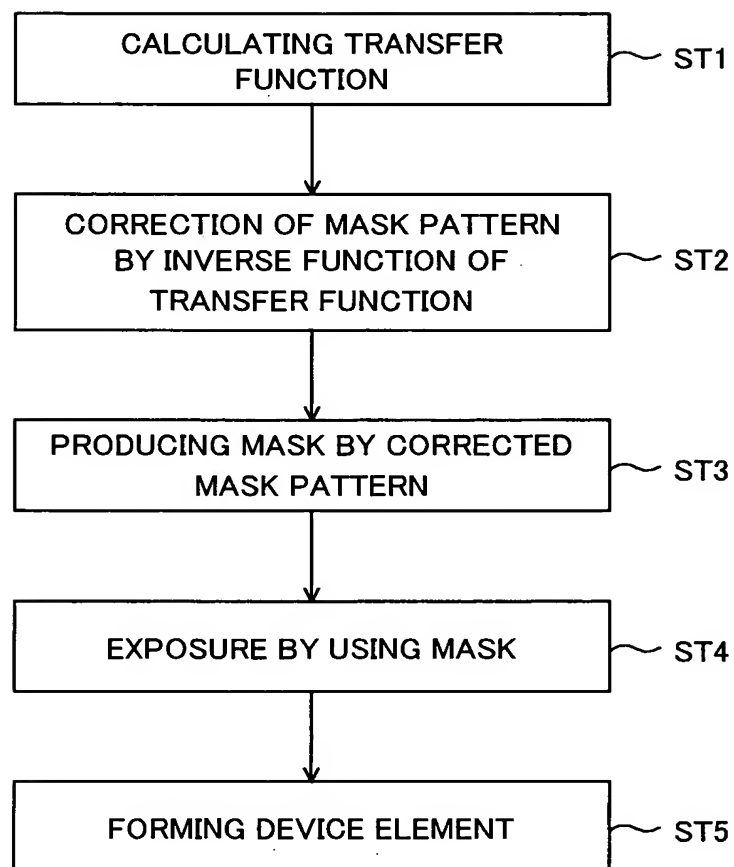 CALCULATING TRANSFER
FUNCTION
ST1
CORRECTION OF MASK PATTERN
BY INVERSE FUNCTION OF
TRANSFER FUNCTION
ST2
PRODUCING MASK BY CORRECTED
MASK PATTERN
ST3
EXPOSURE BY USING MASK
ST4
FORMING DEVICE ELEMENT
ST5